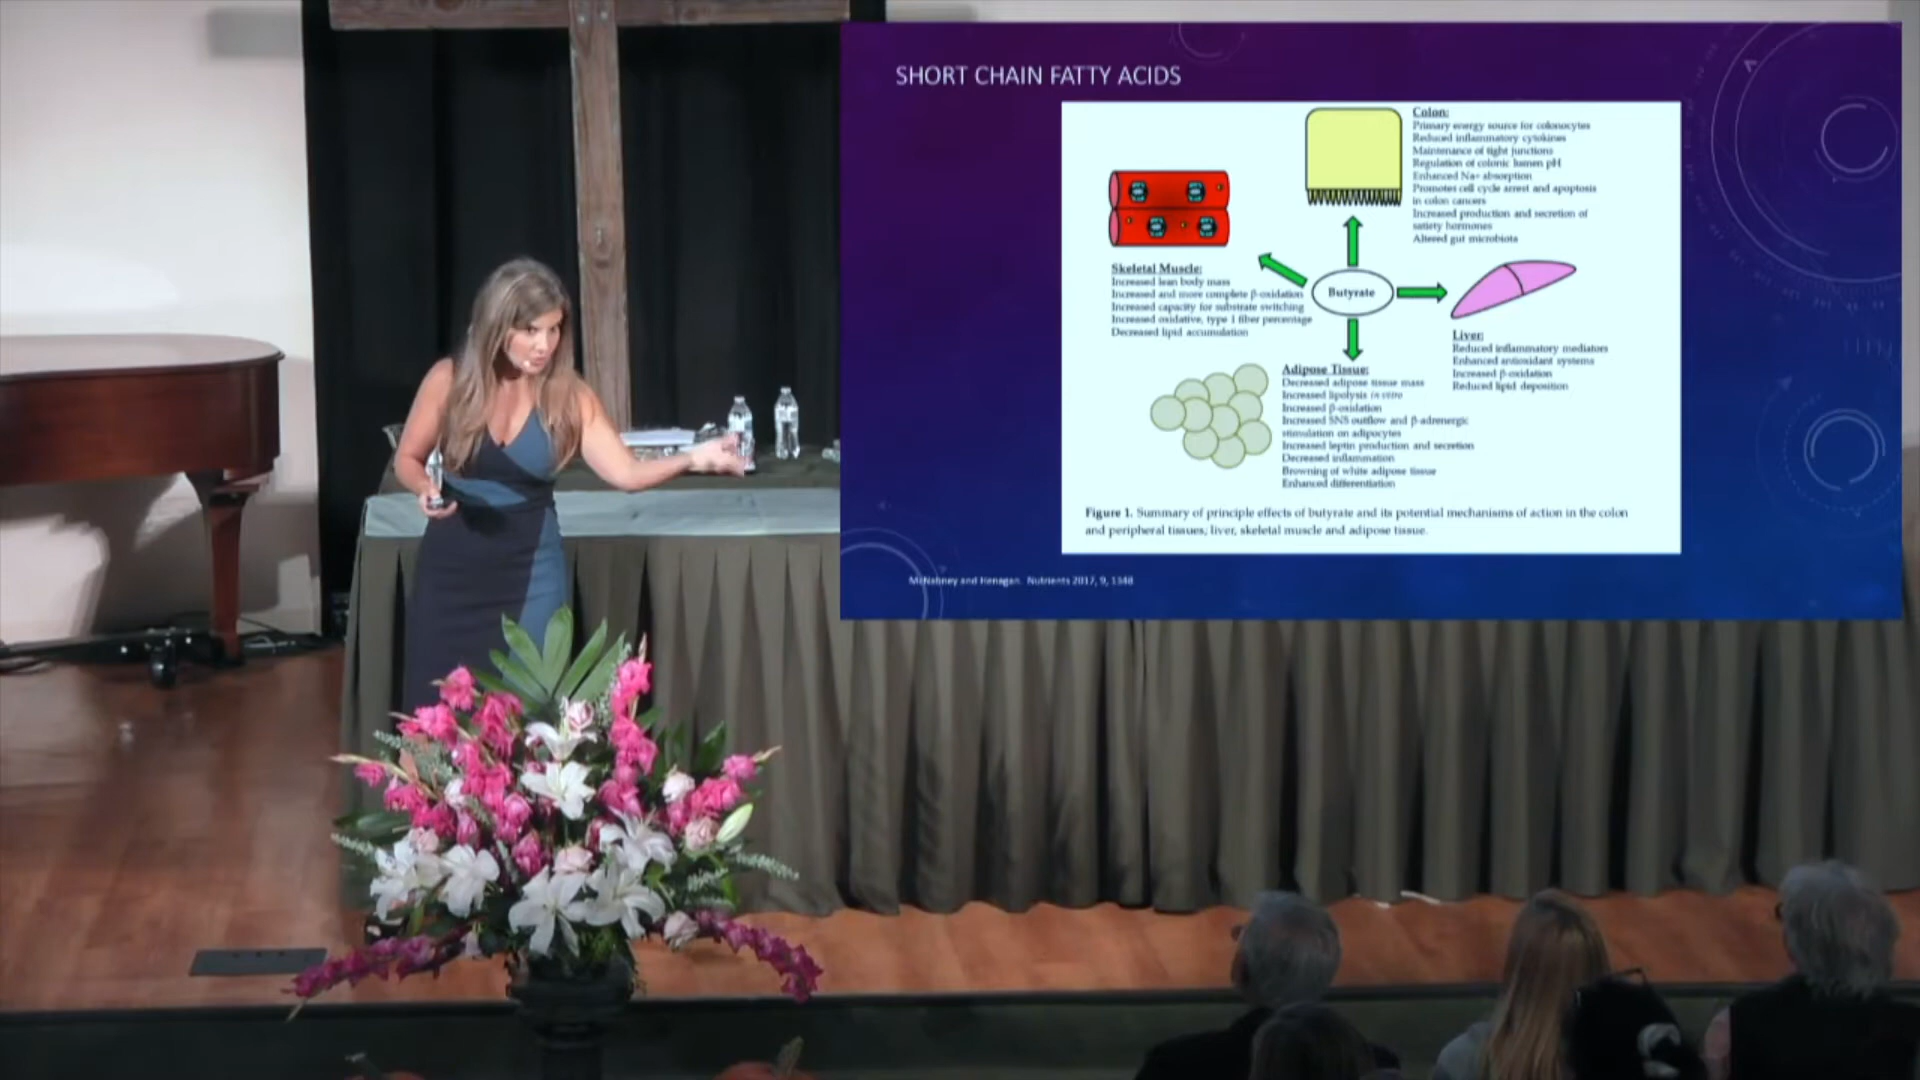 SHORT CHAIN FATTY ACIDS
Colon:
Primary energy source for colonocytes
Reduced inflammatory cytokines
Maintenance of tight junctions
Regulation of colonic lumen pH
Enhanced Na+ absorption
Promotes cell cycle arrest and apoptosis
in colon cancers
Increased production and secretion of
satiety hormones
Altered gut microbiota
Skeletal Muscle:
Increased lean body mass
Increased and more complete β-oxidation
Increased capacity for substrate switching
Increased oxidative, type 1 fiber percentage
Decreased lipid accumulation
Butyrate
Liver:
Reduced inflammatory mediators
Enhanced antioxidant systems
Increased β-oxidation
Reduced lipid deposition
Adipose Tissue:
Decreased adipose tissue mass
Increased lipolysis in vitro
Increased β-oxidation
Increased SNS outflow and β-adrenergic
stimulation on adipocytes
Increased leptin production and secretion
Decreased inflammation
Browning of white adipose tissue
Enhanced differentiation
Figure 1. Summary of principle effects of butyrate and its potential mechanisms of action in the colon
and peripheral tissues; liver, skeletal muscle and adipose tissue.
McNabney and Henagan. Nutrients 2017, 9, 1348